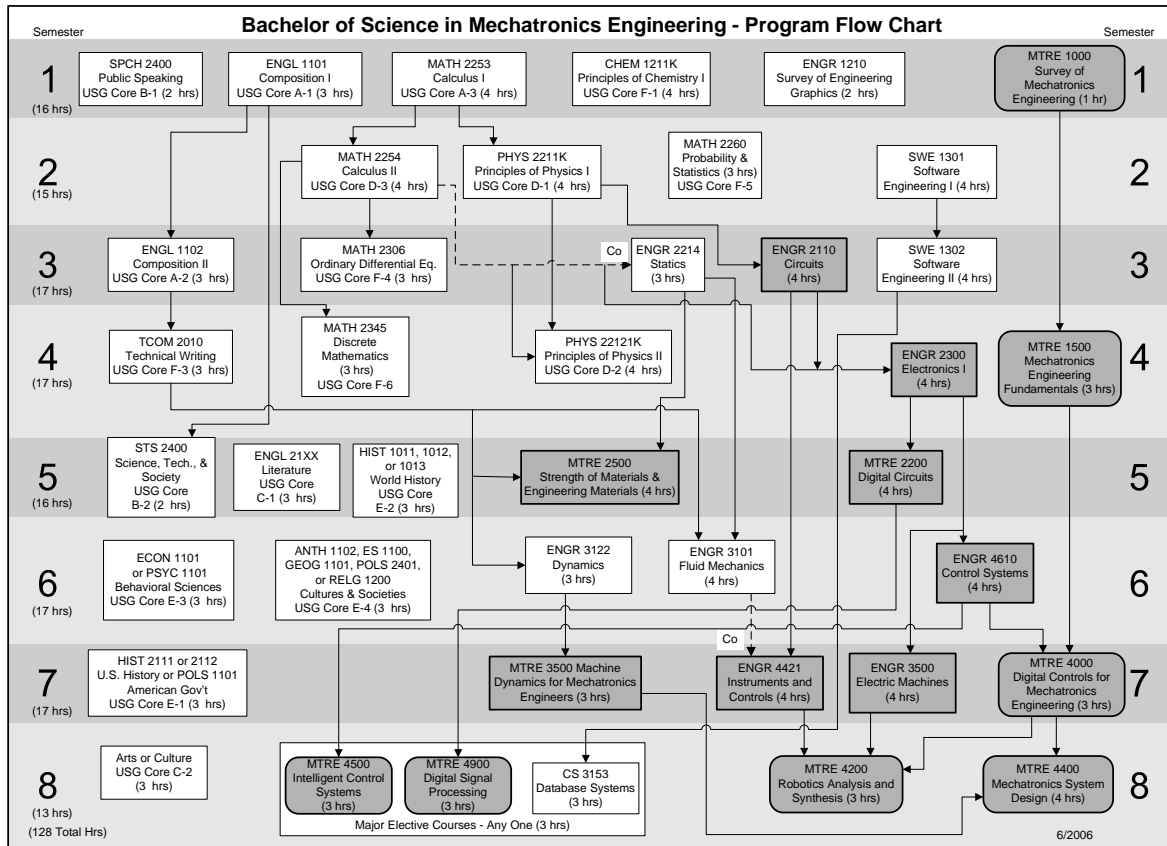 Bachelor of Science in Mechatronics Engineering - Program Flow Chart
Semester
Semester
1
(16 hrs)
SPCH 2400
Public Speaking
USG Core B-1 (2 hrs)
ENGL 1101
Composition I
USG Core A-1 (3 hrs)
MATH 2253
Calculus I
USG Core A-3 (4 hrs)
CHEM 1211K
Principles of Chemistry I
USG Core F-1 (4 hrs)
ENGR 1210
Survey of Engineering
Graphics (2 hrs)
MTRE 1000
Survey of
Mechatronics
Engineering (1 hr)
1
2
(15 hrs)
MATH 2254
Calculus II
USG Core D-3 (4 hrs)
PHYS 2211K
Principles of Physics I
USG Core D-1 (4 hrs)
MATH 2260
Probability &
Statistics (3 hrs)
USG Core F-5
SWE 1301
Software
Engineering I (4 hrs)
2
3
(17 hrs)
ENGL 1102
Composition II
USG Core A-2 (3 hrs)
MATH 2306
Ordinary Differential Eq.
USG Core F-4 (3 hrs)
Co
ENGR 2214
Statics
(3 hrs)
ENGR 2110
Circuits
(4 hrs)
SWE 1302
Software
Engineering II (4 hrs)
3
4
(17 hrs)
TCOM 2010
Technical Writing
USG Core F-3 (3 hrs)
MATH 2345
Discrete
Mathematics
(3 hrs)
USG Core F-6
PHYS 22121K
Principles of Physics II
USG Core D-2 (4 hrs)
ENGR 2300
Electronics I
(4 hrs)
MTRE 1500
Mechatronics
Engineering
Fundamentals (3 hrs)
4
5
(16 hrs)
STS 2400
Science, Tech., &
Society
USG Core
B-2 (2 hrs)
ENGL 21XX
Literature
USG Core
C-1 (3 hrs)
HIST 1011, 1012,
or 1013
World History
USG Core
E-2 (3 hrs)
MTRE 2500
Strength of Materials &
Engineering Materials (4 hrs)
MTRE 2200
Digital Circuits
(4 hrs)
5
6
(17 hrs)
ECON 1101
or PSYC 1101
Behavioral Sciences
USG Core E-3 (3 hrs)
ANTH 1102, ES 1100,
GEOG 1101, POLS 2401,
or RELG 1200
Cultures & Societies
USG Core E-4 (3 hrs)
ENGR 3122
Dynamics
(3 hrs)
ENGR 3101
Fluid Mechanics
(4 hrs)
ENGR 4610
Control Systems
(4 hrs)
6
Co
7
(17 hrs)
HIST 2111 or 2112
U.S. History or POLS 1101
American Gov't
USG Core E-1 (3 hrs)
MTRE 3500 Machine
Dynamics for Mechatronics
Engineers (3 hrs)
ENGR 4421
Instruments and
Controls (4 hrs)
ENGR 3500
Electric Machines
(4 hrs)
MTRE 4000
Digital Controls for
Mechatronics
Engineering (3 hrs)
7
8
(13 hrs)
(128 Total Hrs)
Arts or Culture
USG Core C-2
(3 hrs)
MTRE 4500
Intelligent Control
Systems
(3 hrs)
MTRE 4900
Digital Signal
Processing
(3 hrs)
CS 3153
Database Systems
(3 hrs)
Major Elective Courses - Any One (3 hrs)
MTRE 4200
Robotics Analysis and
Synthesis (3 hrs)
MTRE 4400
Mechatronics System
Design (4 hrs)
8
6/2006